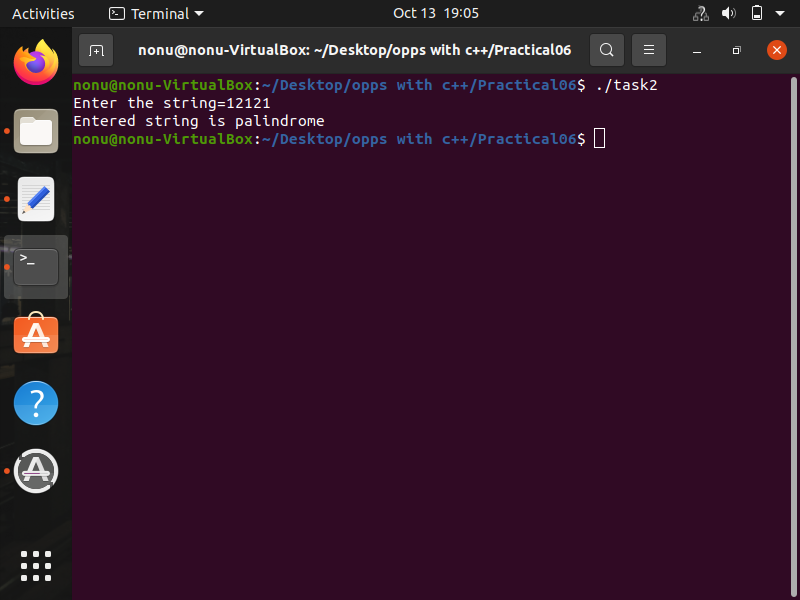 Activities Terminal Oct 13 19:05
nonu@nonu-VirtualBox: ~/Desktop/opps with c++/Practical06
nonu@nonu-VirtualBox:~/Desktop/opps with c++/Practical06$ ./task2
Enter the string=12121
Entered string is palindrome
nonu@nonu-VirtualBox:~/Desktop/opps with c++/Practical06$